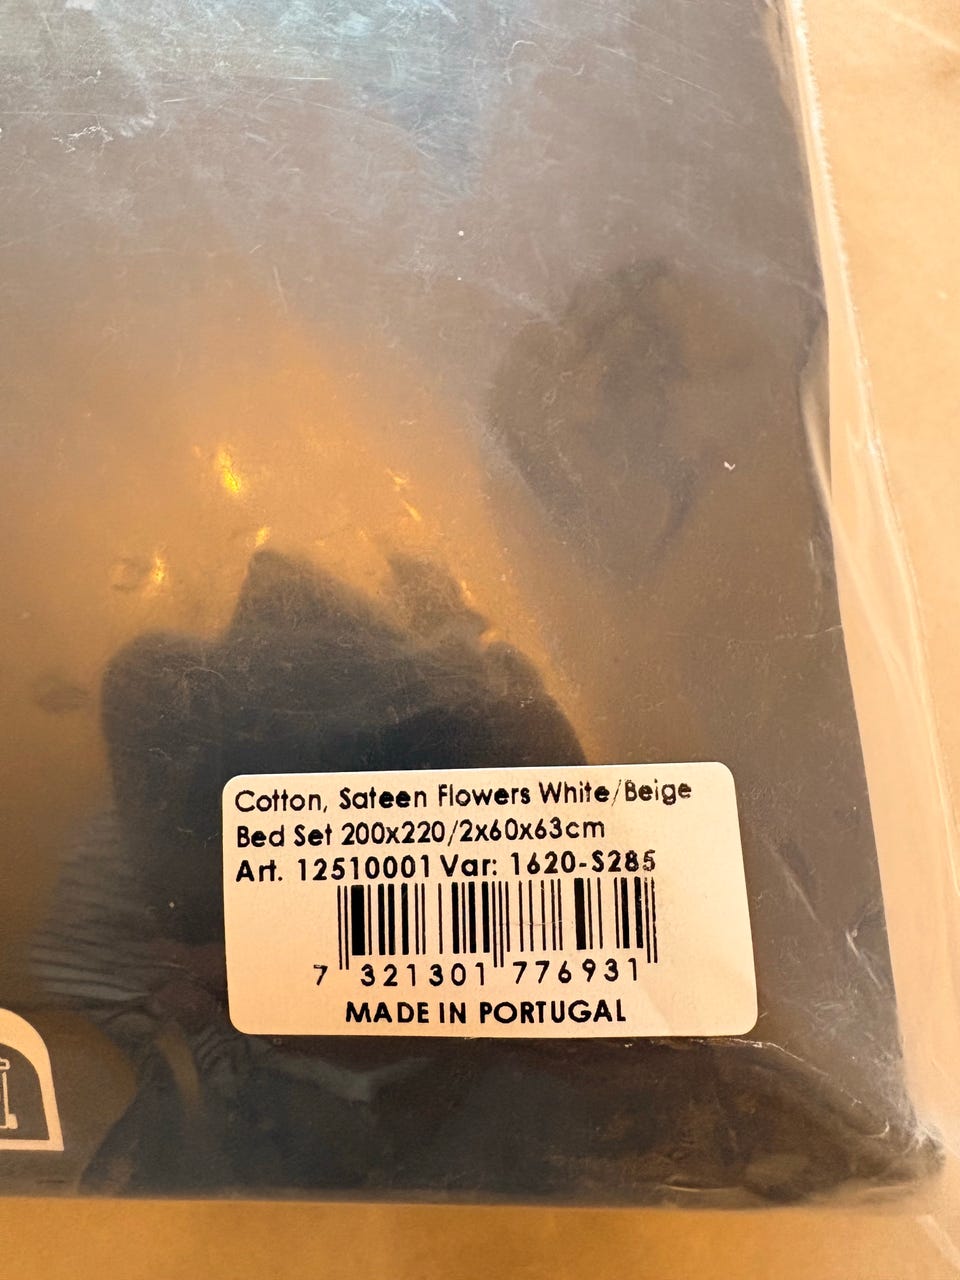 Cotton, Sateen Flowers White/Beige
Bed Set 200x220/2x60x63cm
Art. 12510001 Var: 1620-S285
7 321301 776931
MADE IN PORTUGAL